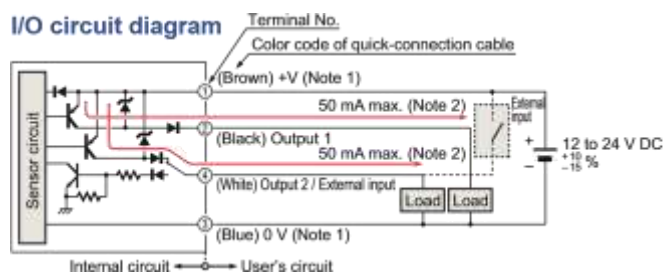 I/O circuit diagram
Terminal No.
Color code of quick-connection cable
(Brown) +V (Note 1)
1
50 mA max. (Note 2)
External
input
2
(Black) Output 1
+
12 to 24 V DC
+10
−15 %
−
50 mA max. (Note 2)
Sensor circuit
4
(White) Output 2 / External input
Load
Load
3
(Blue) 0 V (Note 1)
Internal circuit
User's circuit